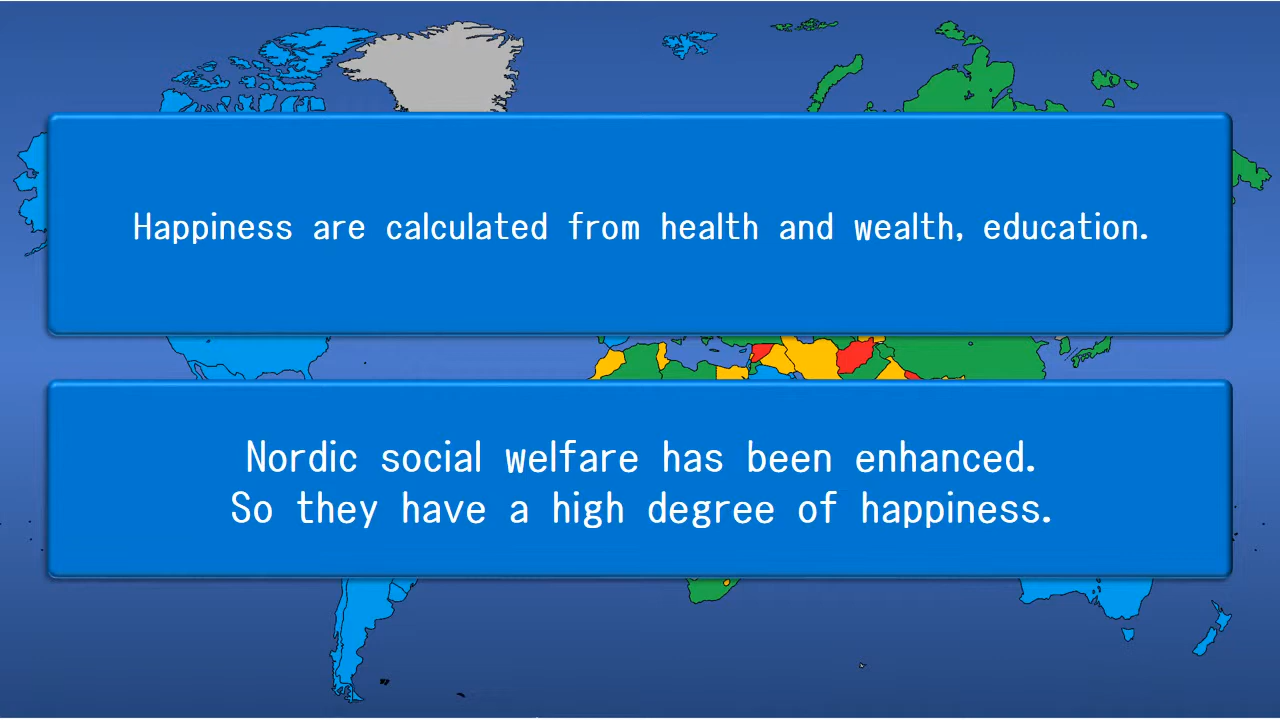 Happiness are calculated from health and wealth, education.
Nordic social welfare has been enhanced.
So they have a high degree of happiness.